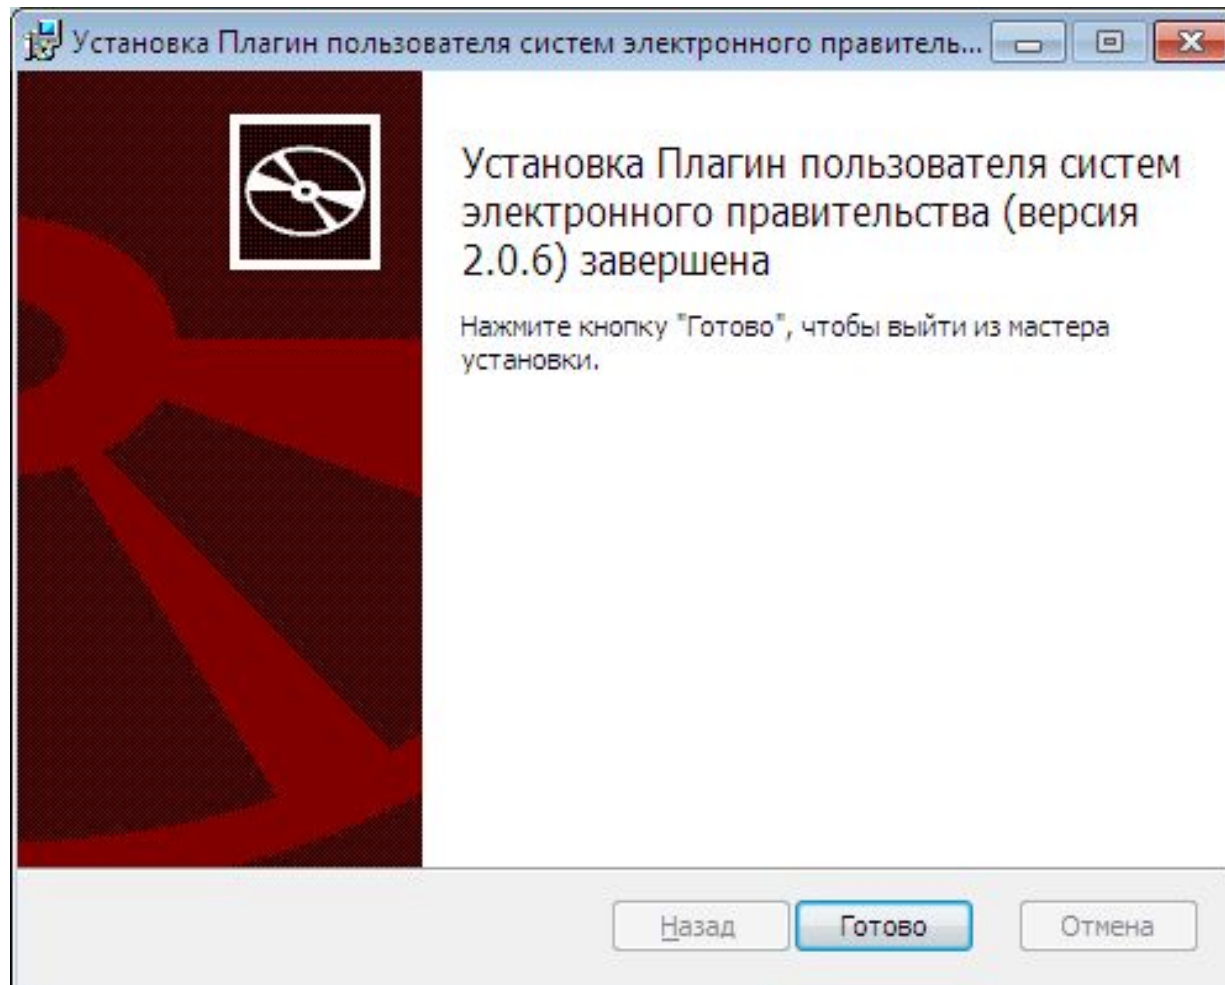 Установка Плагин пользователя систем электронного правитель...
Установка Плагин пользователя систем
электронного правительства (версия
2.0.6) завершена
Нажмите кнопку "Готово", чтобы выйти из мастера
установки.
Назад
Готово
Отмена